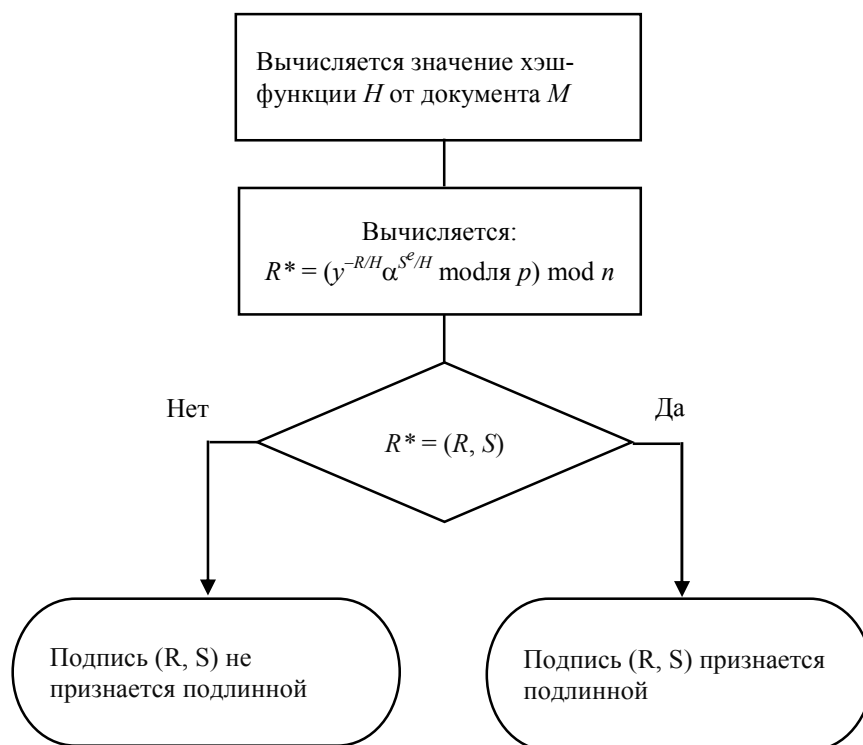 Вычисляется значение хэш-
функции H от документа M
Вычисляется:
R* = (y^{–R/H}α^{S^e/H} modля p) mod n
Нет
Да
R* = (R, S)
Подпись (R, S) не
признается подлинной
Подпись (R, S) признается
подлинной